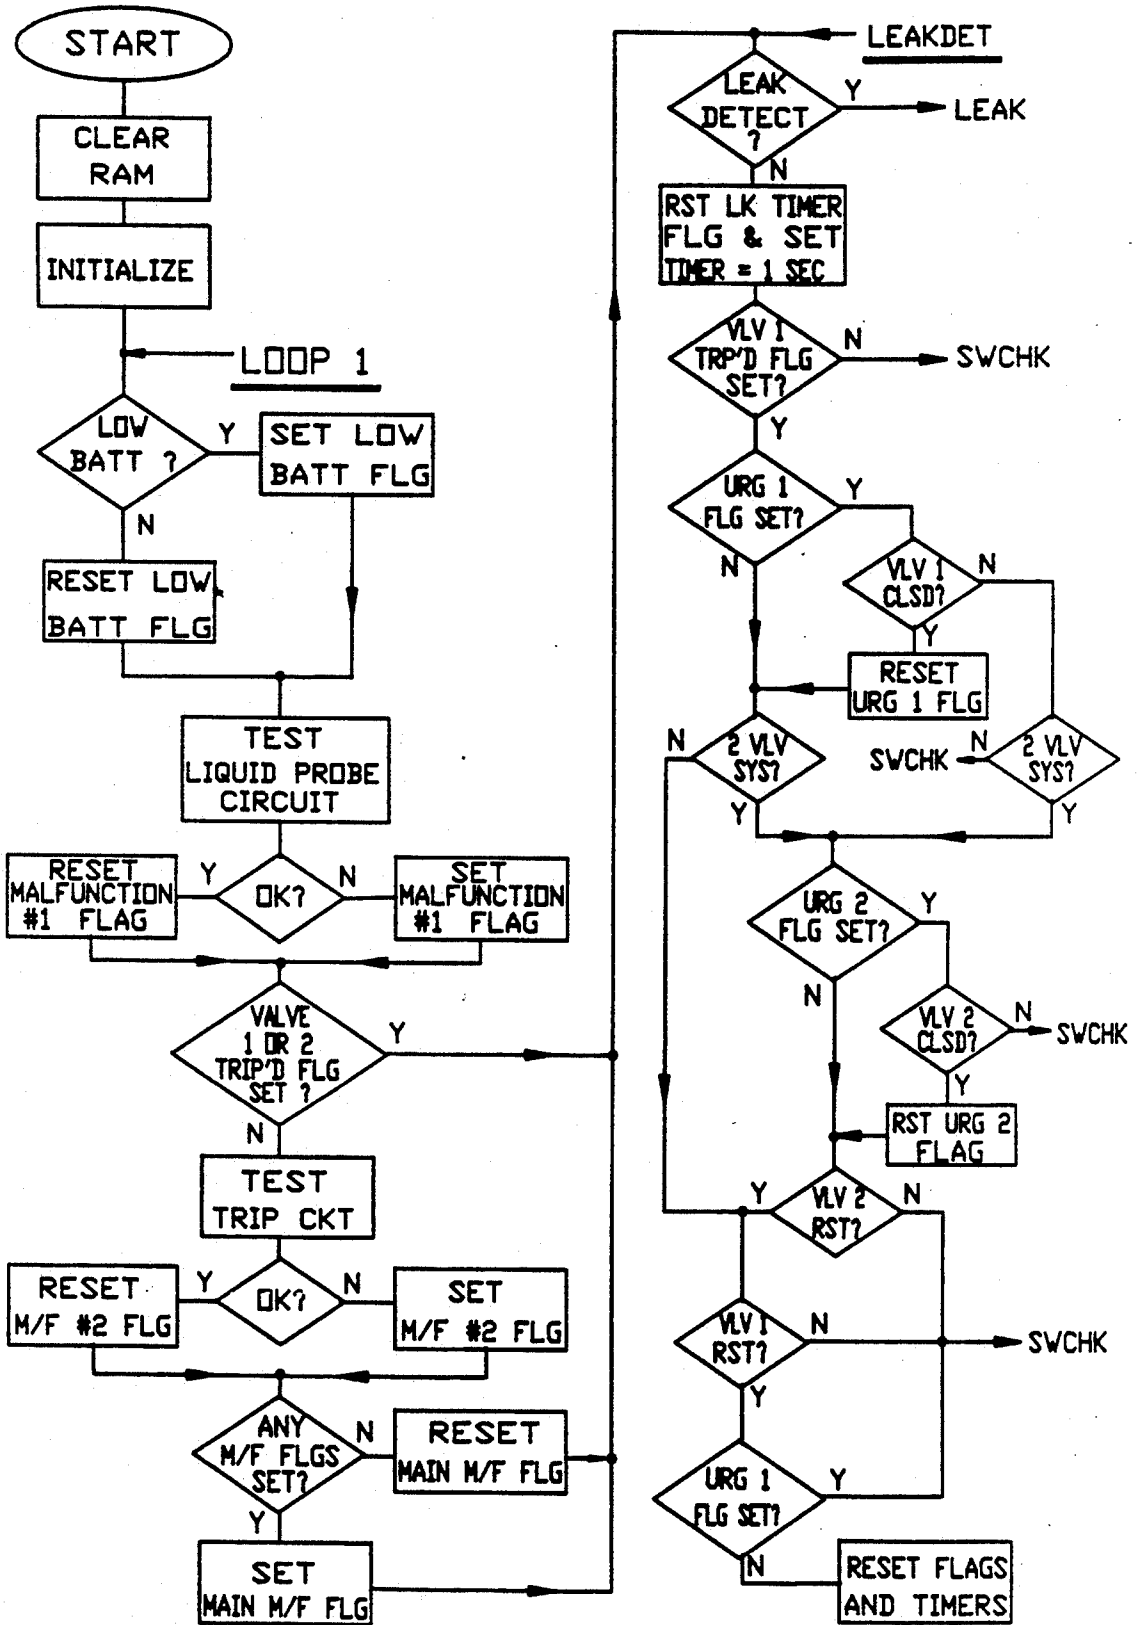 START
CLEAR
RAM
INITIALIZE
LOOP 1
LOW
BATT ?
Y
SET LOW
BATT FLG
N
RESET LOW
BATT FLG
TEST
LIQUID PROBE
CIRCUIT
RESET
MALFUNCTION
#1 FLAG
Y
OK?
N
SET
MALFUNCTION
#1 FLAG
VALVE
1 OR 2
TRIP'D FLG
SET ?
Y
N
TEST
TRIP CKT
RESET
M/F #2 FLG
Y
OK?
N
SET
M/F #2 FLG
ANY
M/F FLGS
SET?
N
RESET
MAIN M/F FLG
Y
SET
MAIN M/F FLG
LEAKDET
LEAK
DETECT
?
Y
LEAK
N
RST LK TIMER
FLG & SET
TIMER = 1 SEC
VLV 1
TRP'D FLG
SET?
N
SWCHK
Y
URG 1
FLG SET?
Y
N
VLV 1
CLSD?
N
Y
RESET
URG 1 FLG
N
2 VLV
SYS?
Y
SWCHK
N
2 VLV
SYS?
Y
URG 2
FLG SET?
Y
N
VLV 2
CLSD?
N
SWCHK
Y
RST URG 2
FLAG
Y
VLV 2
RST?
N
VLV 1
RST?
N
SWCHK
Y
URG 1
FLG SET?
Y
N
RESET FLAGS
AND TIMERS